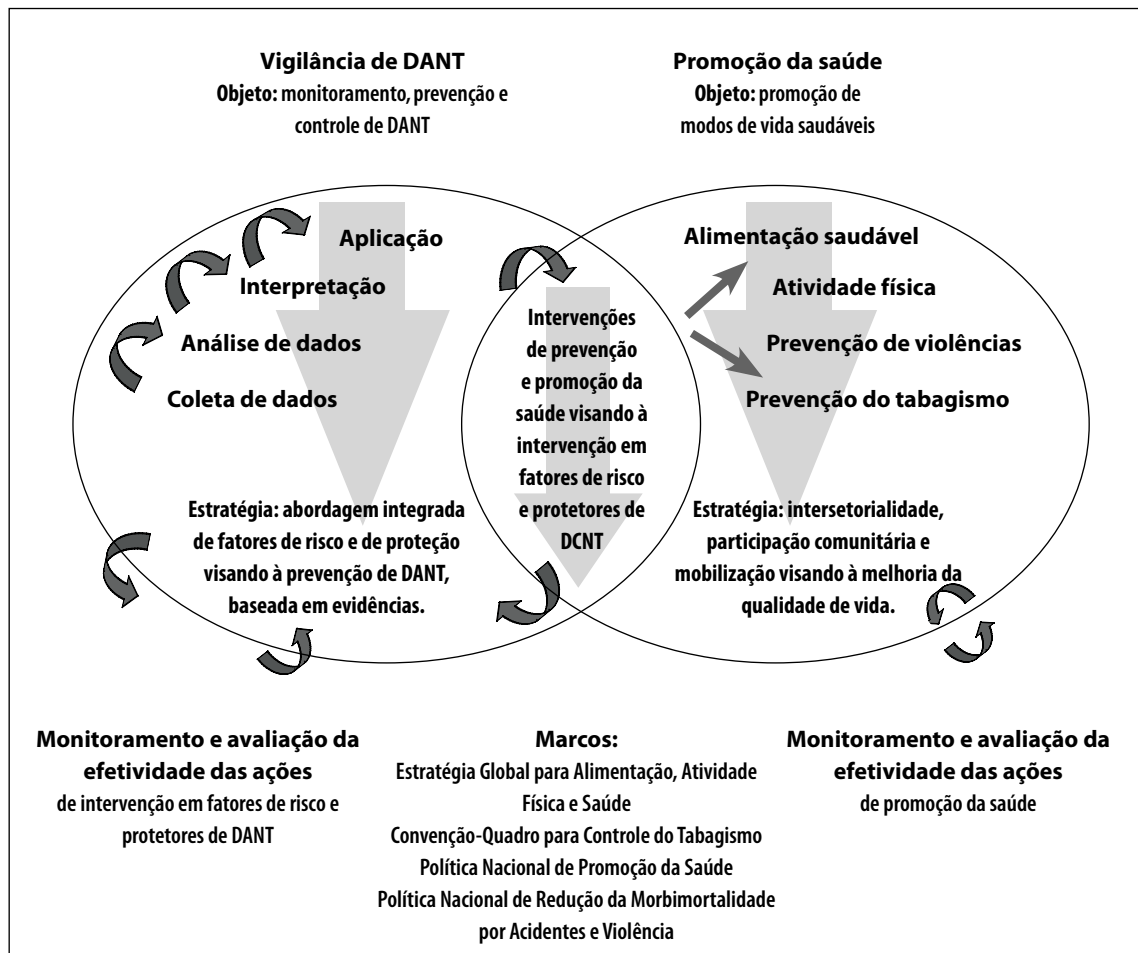 Vigilância de DANT
Objeto: monitoramento, prevenção e
controle de DANT
Promoção da saúde
Objeto: promoção de
modos de vida saudáveis
Aplicação
Interpretação
Análise de dados
Coleta de dados
Estratégia: abordagem integrada
de fatores de risco e de proteção
visando à prevenção de DANT,
baseada em evidências.
Intervenções
de prevenção
e promoção da
saúde visando à
intervenção em
fatores de risco
e protetores de
DCNT
Alimentação saudável
Atividade física
Prevenção de violências
Prevenção do tabagismo
Estratégia: intersetorialidade,
participação comunitária e
mobilização visando à melhoria da
qualidade de vida.
Monitoramento e avaliação da
efetividade das ações
de intervenção em fatores de risco e
protetores de DANT
Marcos:
Estratégia Global para Alimentação, Atividade
Física e Saúde
Convenção-Quadro para Controle do Tabagismo
Política Nacional de Promoção da Saúde
Política Nacional de Redução da Morbimortalidade
por Acidentes e Violência
Monitoramento e avaliação da
efetividade das ações
de promoção da saúde